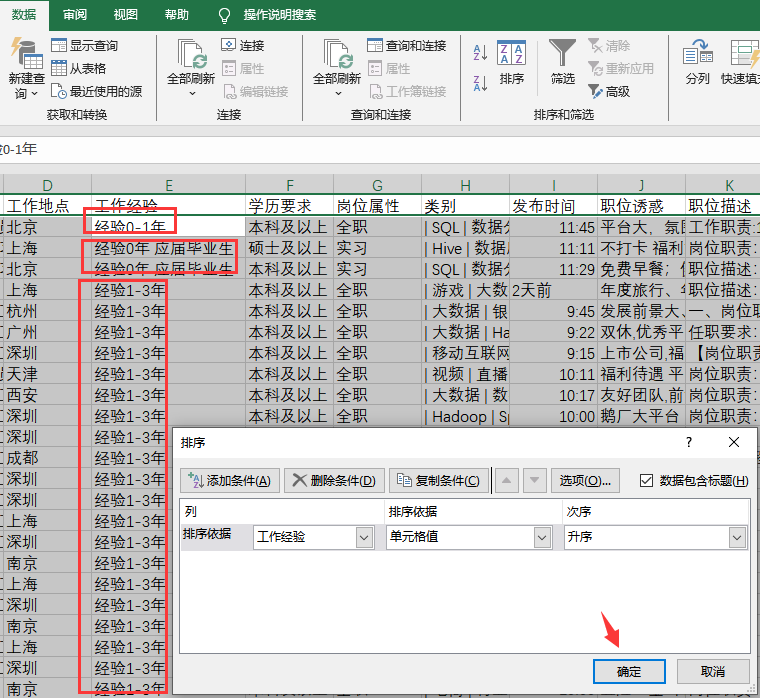 数据 审阅 视图 帮助 操作说明搜索
显示查询 连接 查询和连接 清除
新建查询 从表格 全部刷新 属性 全部刷新 属性 排序 筛选 重新应用 分列 快速填
最近使用的源 编辑链接 工作簿链接 高级
获取和转换 连接 查询和连接 排序和筛选
0-1年
D E F G H I J K
工作地点 工作经验 学历要求 岗位属性 类别 发布时间 职位诱惑 职位描述
北京 经验0-1年 本科及以上 全职 | SQL | 数据 11:45 平台大, 工作职责:
上海 经验0年 应届毕业生 硕士及以上 实习 | Hive | 数据 11:11 不打卡 福利 岗位职责:
北京 经验0年 应届毕业生 本科及以上 实习 | SQL | 数据 11:29 免费早餐; 职位描述:
上海 经验1-3年 本科及以上 全职 | 游戏 | 大数 2天前 年度旅行、 职位描述:
杭州 经验1-3年 本科及以上 全职 | 大数据 | 银 9:45 发展前景大、 一、岗位职
广州 经验1-3年 本科及以上 全职 | 大数据 | Ha 9:22 双休,优秀平 任职要求:
深圳 经验1-3年 本科及以上 全职 | 移动互联网 9:15 上市公司,福 【岗位职责
天津 经验1-3年 本科及以上 全职 | 视频 | 直播 10:11 福利待遇 平 岗位职责:
西安 经验1-3年 本科及以上 全职 | 大数据 | 数 10:17 友好团队,前 岗位职责:
深圳 经验1-3年 本科及以上 全职 | Hadoop | Sp 10:00 鹅厂大平台 岗位职责:
深圳 经验1-3年
成都 经验1-3年
深圳 经验1-3年
深圳 经验1-3年
上海 经验1-3年
深圳 经验1-3年
南京 经验1-3年
上海 经验1-3年
深圳 经验1-3年
南京 经验1-3年
上海 经验1-3年
深圳 经验1-3年
南京 经验1-3年
排序 ?
添加条件(A) 删除条件(D) 复制条件(C) 选项(O)... 数据包含标题(H)
列 排序依据 次序
排序依据 工作经验 单元格值 升序
确定 取消